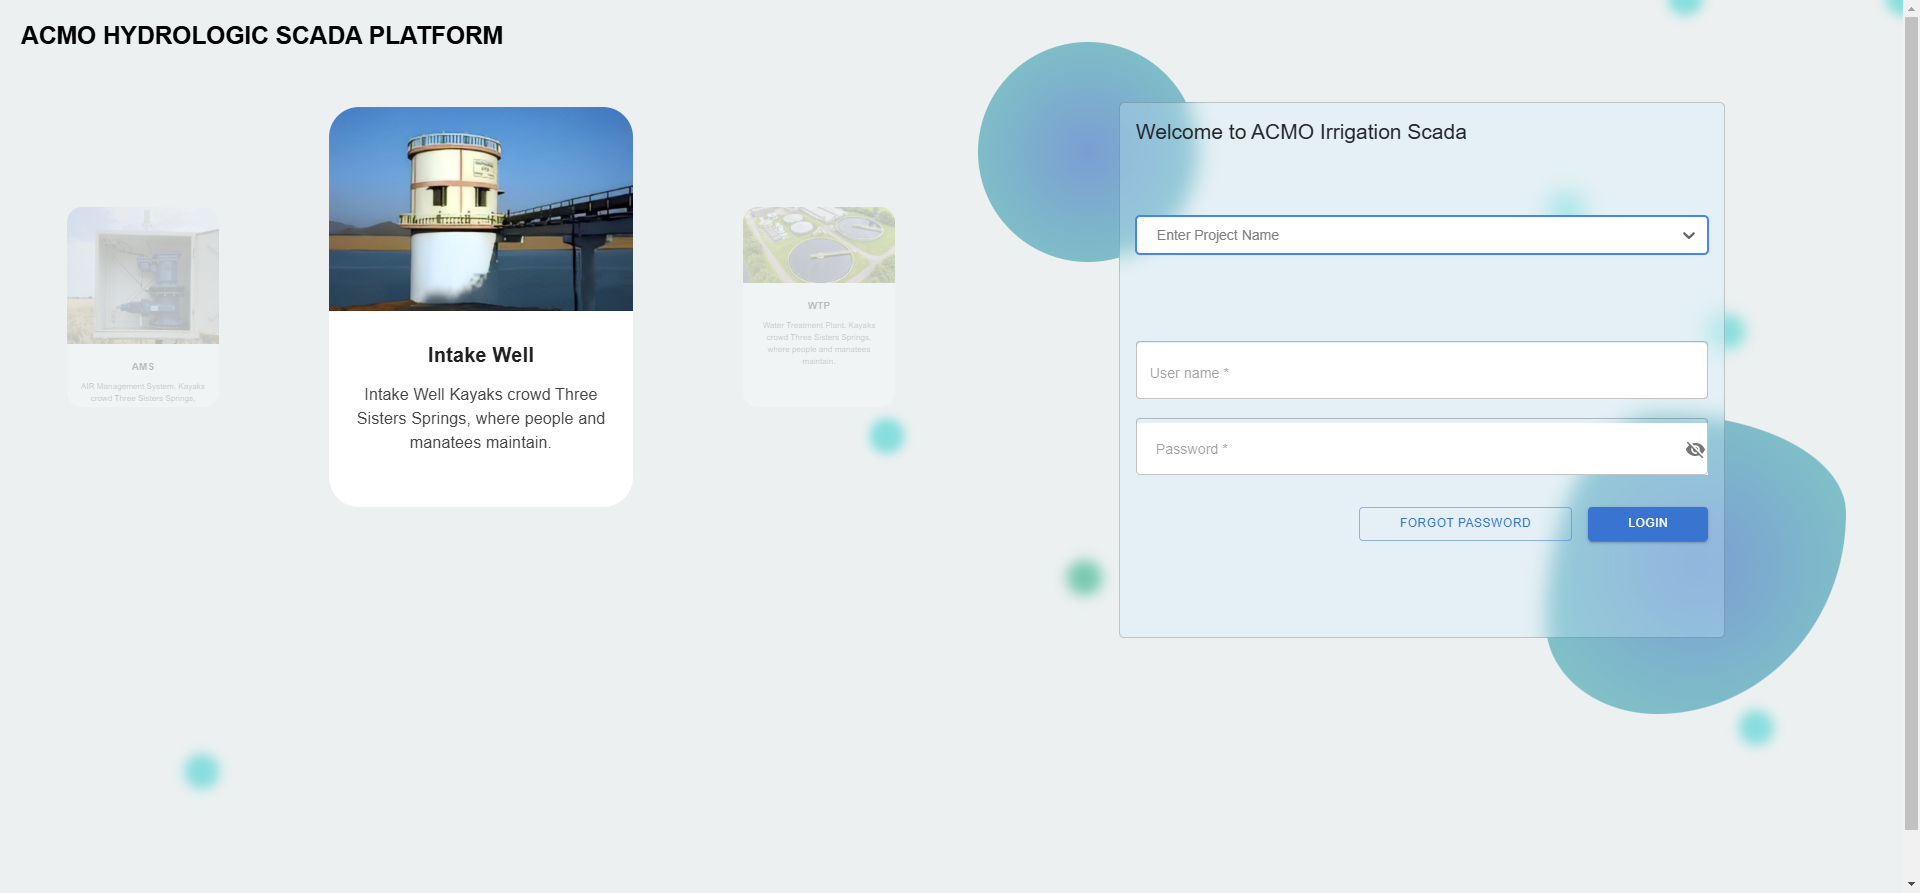 ACMO HYDROLOGIC SCADA PLATFORM
AMS
AIR Management System. Kayaks
crowd Three Sisters Springs,
Intake Well
Intake Well Kayaks crowd Three
Sisters Springs, where people and
manatees maintain.
WTP
Water Treatment Plant. Kayaks
crowd Three Sisters Springs,
where people and manatees
maintain.
Welcome to ACMO Irrigation Scada
Enter Project Name
User name *
Password *
FORGOT PASSWORD
LOGIN